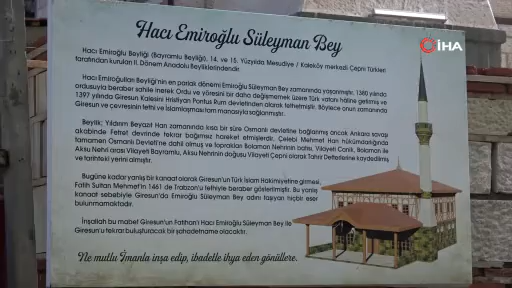 Hacı Emiroğlu Süleyman Bey
İHA
Hacı Emiroğlu Beyliği (Bayramlu Beyliği), 14. ve 15. Yüzyılda Mesudiye / Kaleköy merkezli Çepni Türkleri
tarafından kurulan II. Dönem Anadolu Beyliklerindendir.
Hacı Emiroğulları Beyliği'nin en parlak dönemi Emiroğlu Süleyman Bey zamanında yaşanmıştır. 1380 yılında
ordusuyla beraber sahile inerek Ordu ve yöresini bir daha değişmemek üzere Türk vatanı hâline getirmiş ve
1397 yılında Giresun Kalesini Hristiyan Pontus Rum devletinden alarak fethetmiştir. Böylece onun zamanında
Giresun ve çevresinin fethi ve İslamlaşması tam manasıyla sağlanmıştır.
Beylik; Yıldırım Beyazıt Han zamanında kısa bir süre Osmanlı devletine bağlanmış ancak Ankara savaşı
akabinde Fetret devrinde tekrar bağımsız hareket etmişlerdir. Çelebi Mehmet Han hükümdarlığında
tamamen Osmanlı Devleti'ne dahil olmuş ve toprakları Bolaman Nehrinin batısı, Vilayeti Canik, Bolaman ile
Aksu Nehri arası Vilayeti Bayramlu, Aksu Nehrinin doğusu Vilayeti Çepni olarak Tahrir Defterlerine kaydedilmiş
ve tarihteki yerini almıştır.
Bugüne kadar yanlış bir kanaat olarak Giresun'un Türk İslam Hakimiyetine girmesi,
Fatih Sultan Mehmet'in 1461 de Trabzon'u fethiyle beraber gösterilmiştir. Bu yanlış
kanaat sebebiyle Giresun'da Emiroğlu Süleyman Bey adını taşıyan hiçbir eser
bulunmamaktadır.
İnşallah bu mabet Giresun'un Fatihan'ı Hacı Emiroğlu Süleyman Bey ile
Giresun'u tekrar buluşturacak bir şahadetname olacaktır.
Ne mutlu İmanla inşa edip, ibadetle ihya eden gönüllere.